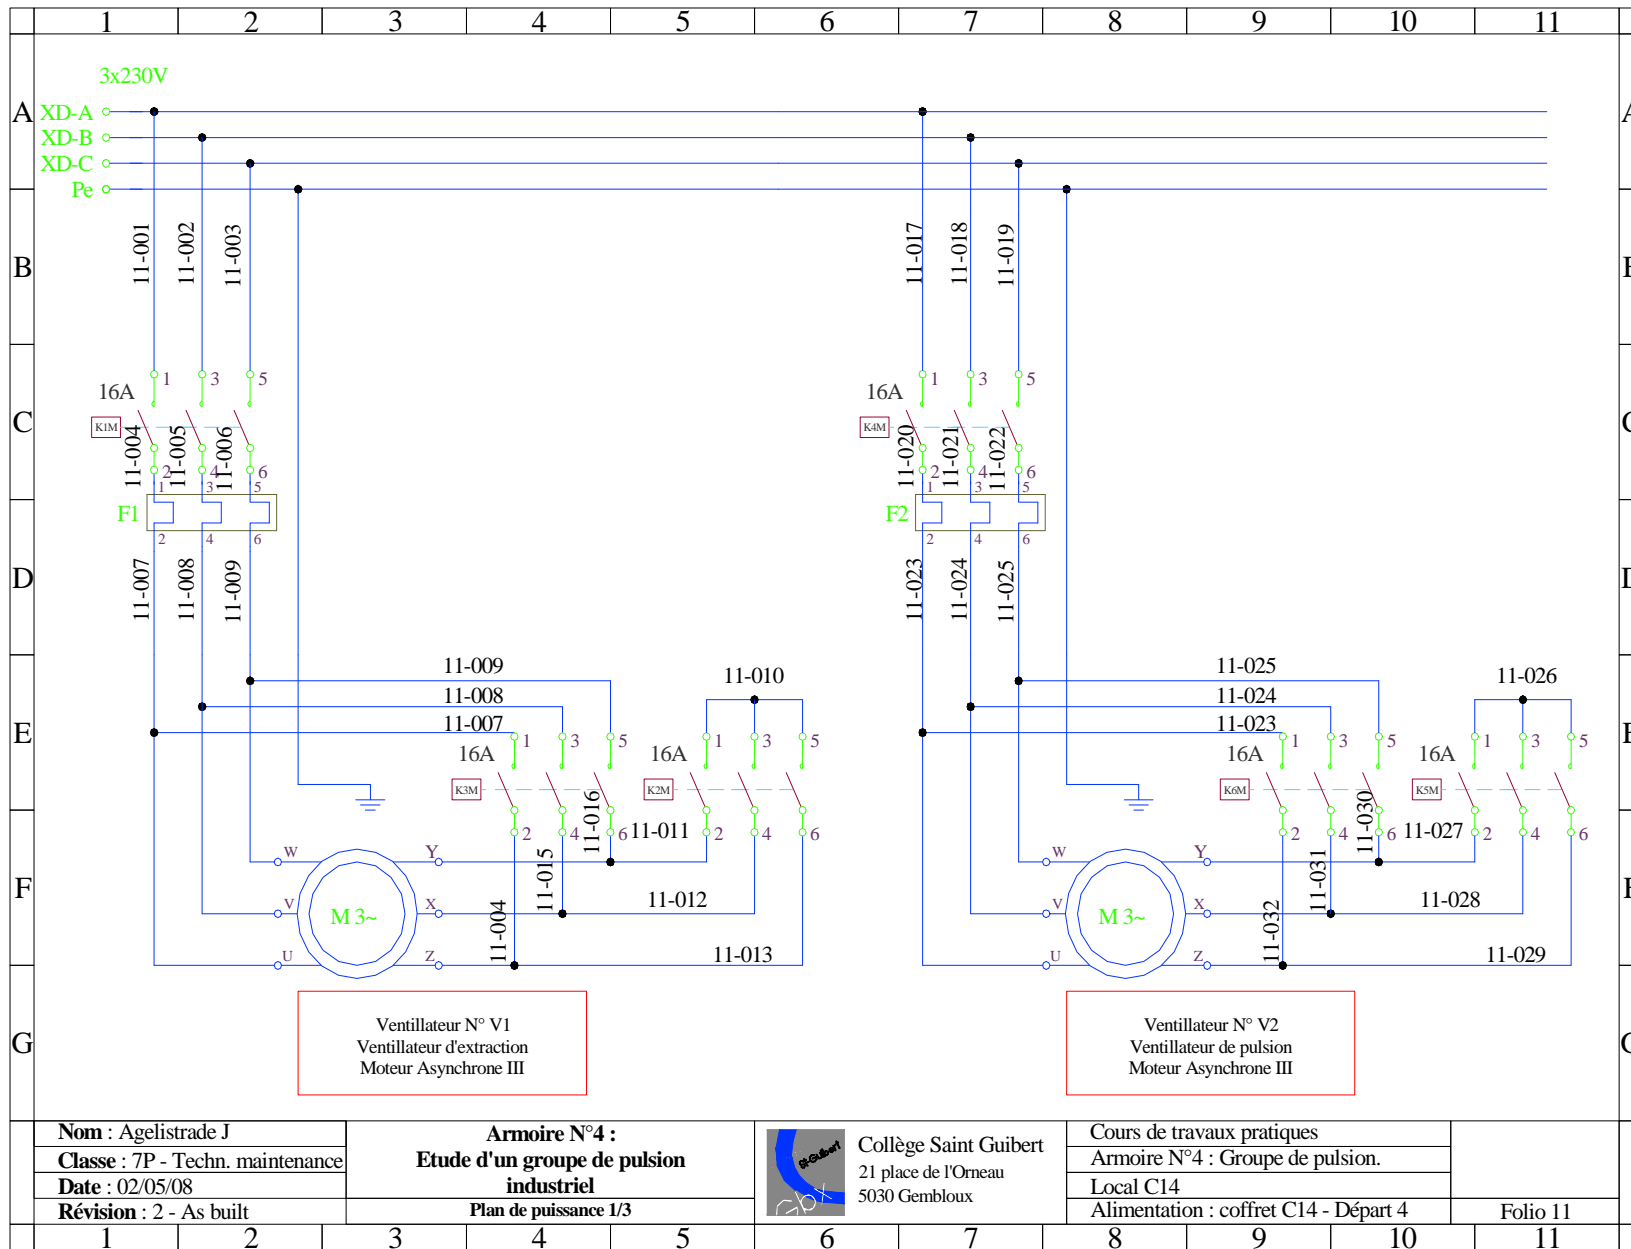 1 2 3 4 5 6 7 8 9 10 11
3x230V
A XD-A A
XD-B
XD-C
Pe
11-001 11-002 11-003 11-017 11-018 11-019
B B
1 3 5 1 3 5
16A 16A
C K1M K4M C
11-004 11-005 11-006 11-020 11-021 11-022
2 4 6 2 4 6
1 3 5 1 3 5
F1 F2
2 4 6 2 4 6
D D
11-007 11-008 11-009 11-023 11-024 11-025
11-009 11-010 11-025 11-026
11-008 11-024
11-007 11-023
E E
1 3 5 1 3 5 1 3 5 1 3 5
16A 16A 16A 16A
K3M K2M K6M K5M
11-016 11-030
2 4 6 11-011 2 4 6 2 4 6 11-027 2 4 6
W Y W Y
11-015 11-031
F V M 3~ X 11-012 V M 3~ X 11-028 F
11-004 11-032
U Z 11-013 U Z 11-029
G G
Ventillateur N° V1
Ventillateur d'extraction
Moteur Asynchrone III
Ventillateur N° V2
Ventillateur de pulsion
Moteur Asynchrone III
Nom : Agelistrade J
Classe : 7P - Techn. maintenance
Date : 02/05/08
Révision : 2 - As built
Armoire N°4 :
Etude d'un groupe de pulsion
industriel
Plan de puissance 1/3
St-Guibert
Gbx
Collège Saint Guibert
21 place de l'Orneau
5030 Gembloux
Cours de travaux pratiques
Armoire N°4 : Groupe de pulsion.
Local C14
Alimentation : coffret C14 - Départ 4
Folio 11
1 2 3 4 5 6 7 8 9 10 11